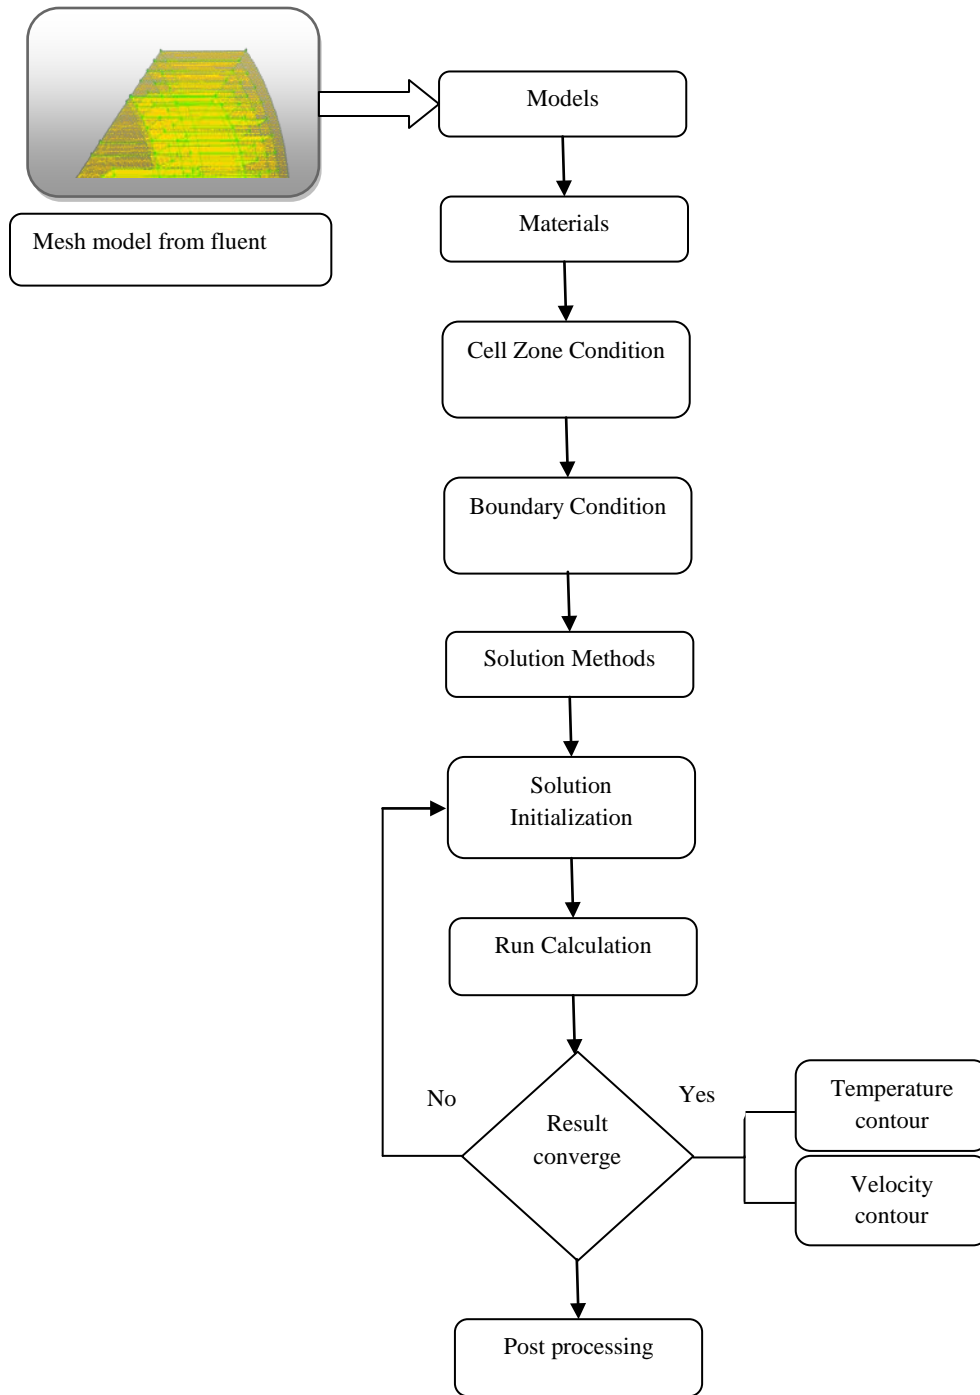 Models
Mesh model from fluent
Materials
Cell Zone Condition
Boundary Condition
Solution Methods
Solution
Initialization
Run Calculation
No
Yes
Result
converge
Temperature
contour
Velocity
contour
Post processing